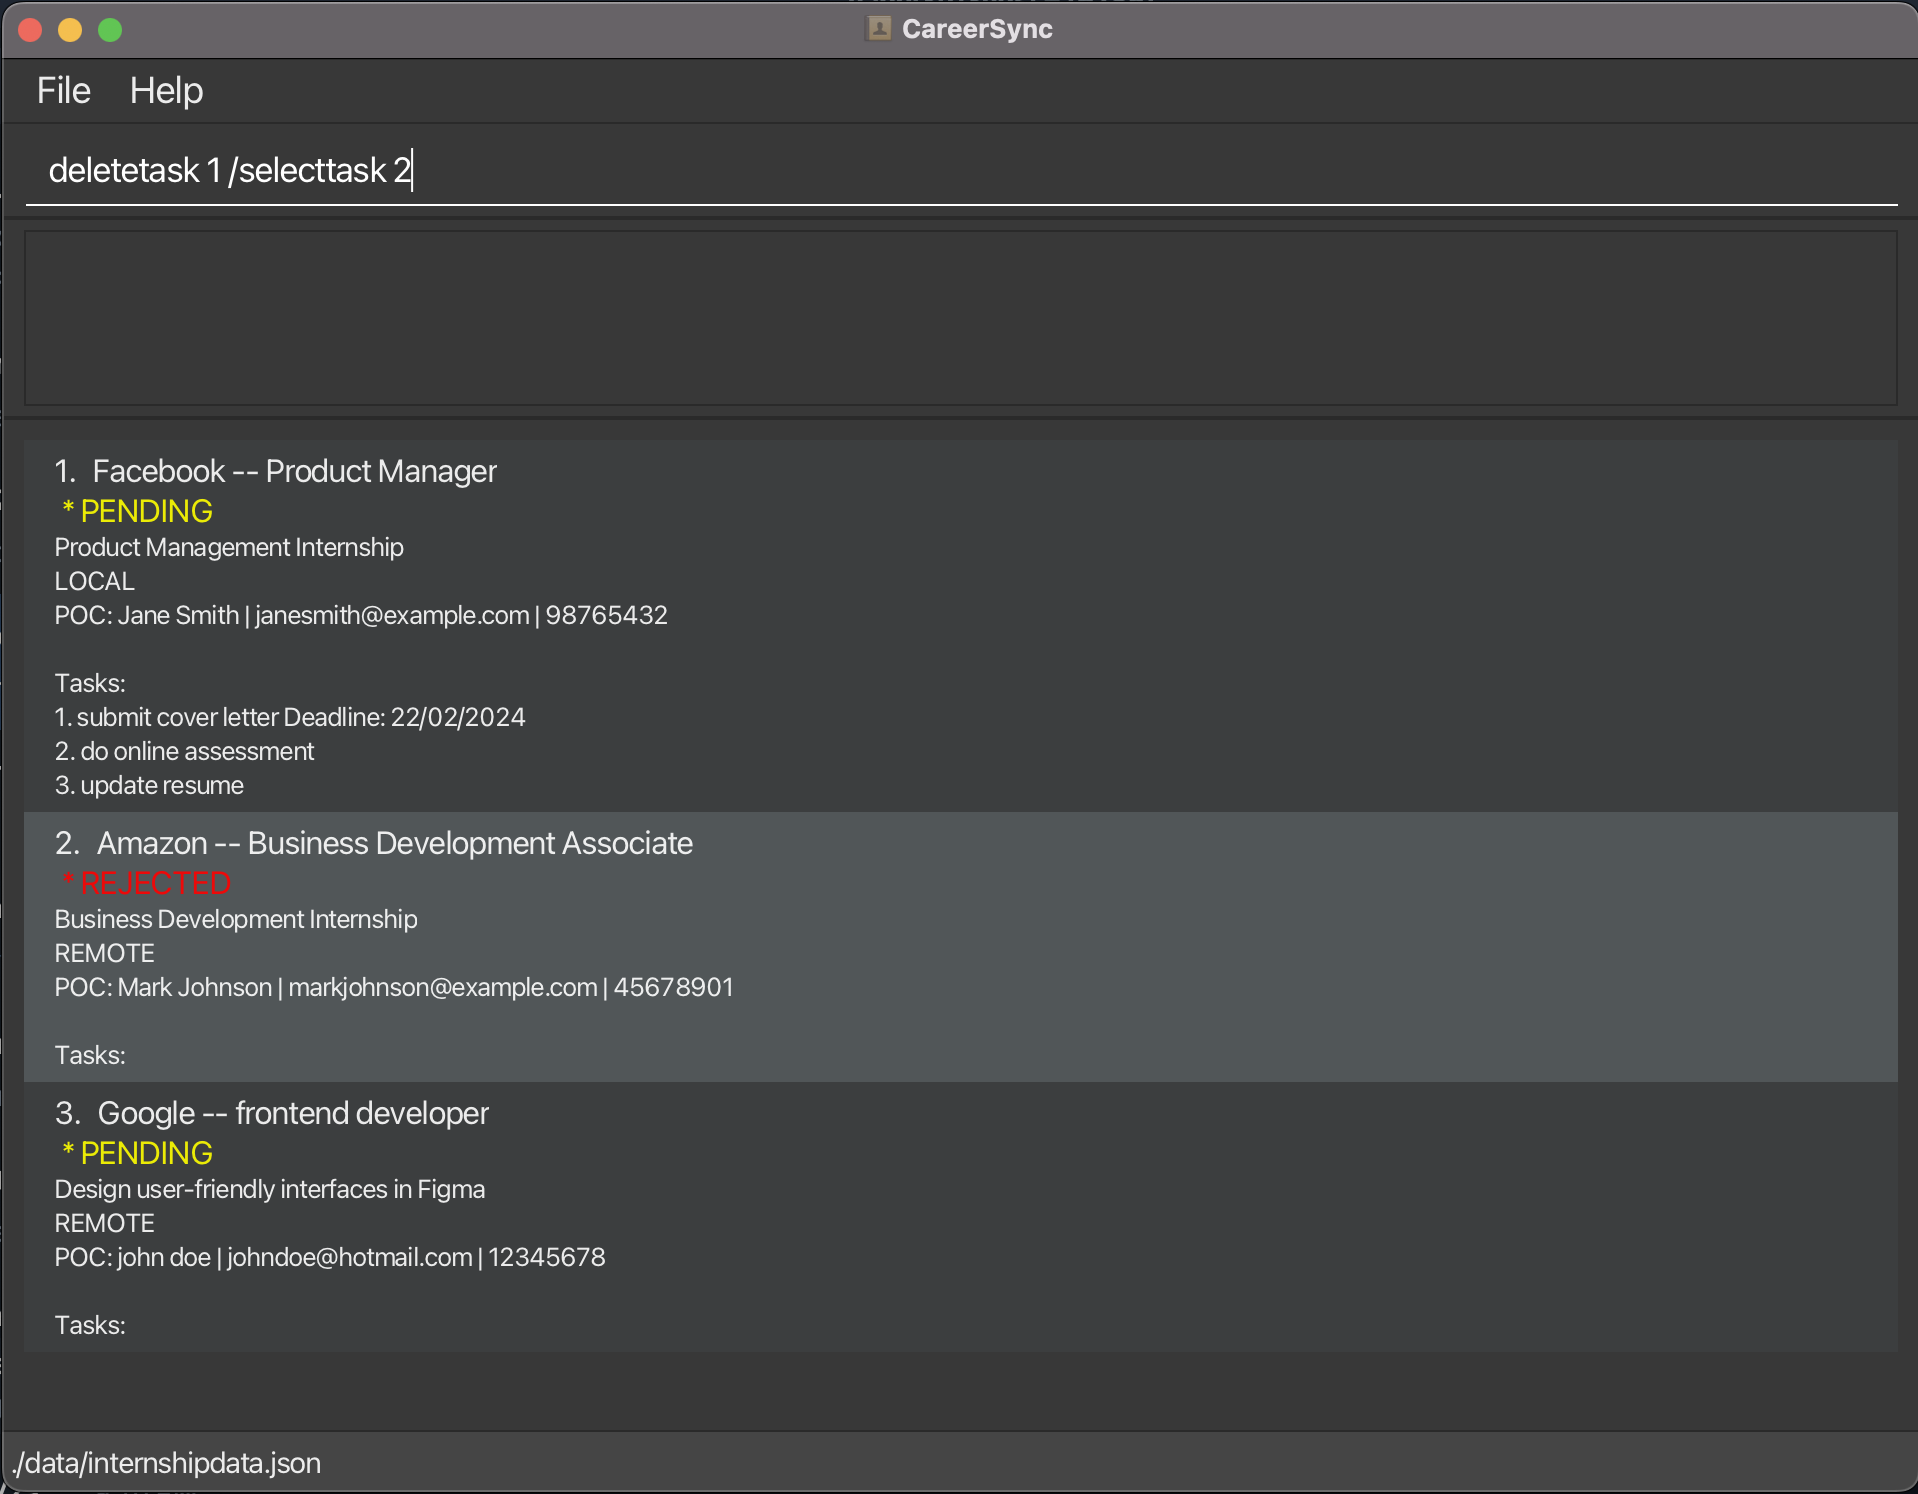 CareerSync
File Help
deletetask 1 /selecttask 2
1. Facebook -- Product Manager
* PENDING
Product Management Internship
LOCAL
POC: Jane Smith | janesmith@example.com | 98765432
Tasks:
1. submit cover letter Deadline: 22/02/2024
2. do online assessment
3. update resume
2. Amazon -- Business Development Associate
* REJECTED
Business Development Internship
REMOTE
POC: Mark Johnson | markjohnson@example.com | 45678901
Tasks:
3. Google -- frontend developer
* PENDING
Design user-friendly interfaces in Figma
REMOTE
POC: john doe | johndoe@hotmail.com | 12345678
Tasks:
./data/internshipdata.json